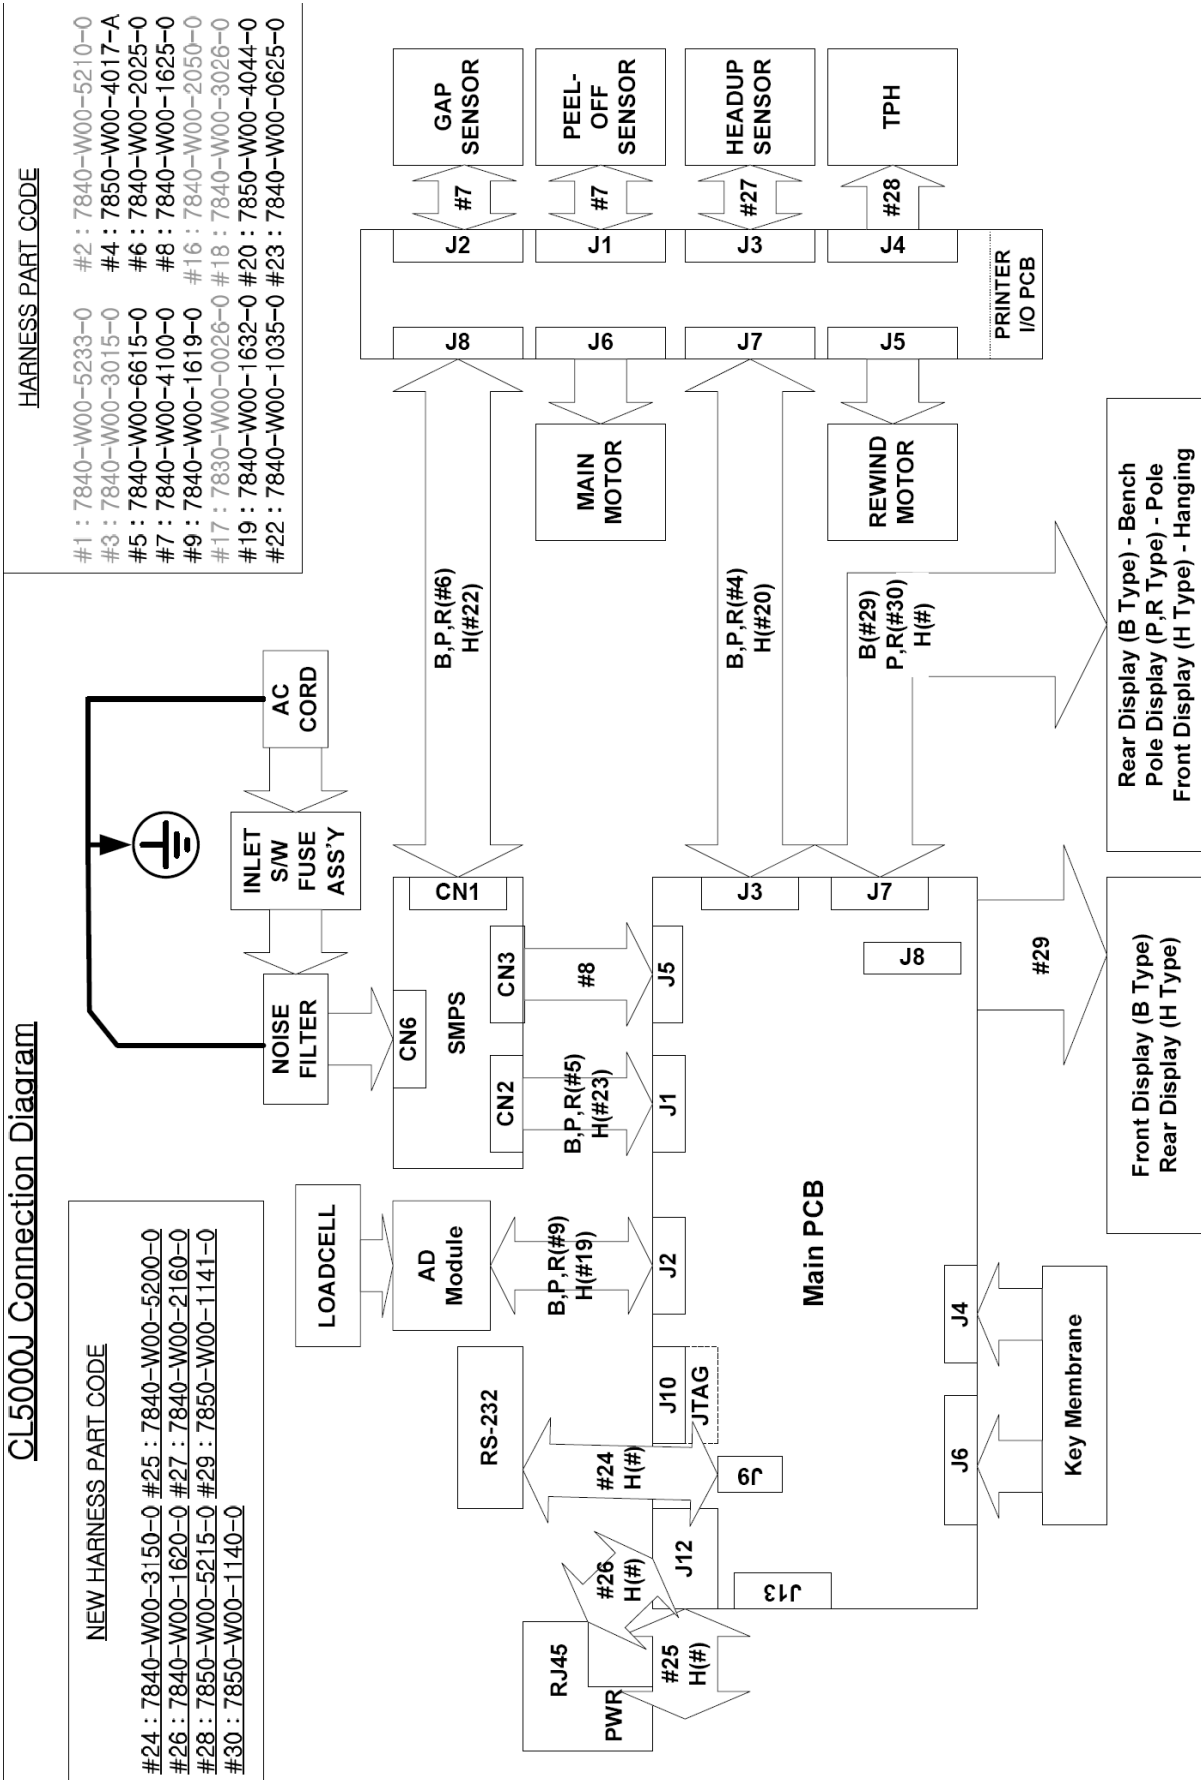 CL5000J Connection Diagram
NEW HARNESS PART CODE
#24 : 7840-W00-3150-0 #25 : 7840-W00-5200-0
#26 : 7840-W00-1620-0 #27 : 7840-W00-2160-0
#28 : 7850-W00-5215-0 #29 : 7850-W00-1141-0
#30 : 7850-W00-1140-0
HARNESS PART CODE
#1 : 7840-W00-5233-0 #2 : 7840-W00-5210-0
#3 : 7840-W00-3015-0 #4 : 7850-W00-4017-A
#5 : 7840-W00-6615-0 #6 : 7840-W00-2025-0
#7 : 7840-W00-4100-0 #8 : 7840-W00-1625-0
#9 : 7840-W00-1619-0 #16 : 7840-W00-2050-0
#17 : 7830-W00-0026-0 #18 : 7840-W00-3026-0
#19 : 7840-W00-1632-0 #20 : 7850-W00-4044-0
#22 : 7840-W00-1035-0 #23 : 7840-W00-0625-0
AC
CORD
INLET
S/W
FUSE
ASS'Y
NOISE
FILTER
LOADCELL
AD
Module
CN6
SMPS
CN1
CN2
CN3
B,P,R(#6)
H(#22)
J8
J2
#7
GAP
SENSOR
J6
J1
#7
PEEL-
OFF
SENSOR
MAIN
MOTOR
J7
J3
#27
HEADUP
SENSOR
J5
J4
#28
TPH
REWIND
MOTOR
PRINTER
I/O PCB
RS-232
RJ45
PWR
#26
H(#)
#25
H(#)
#24
H(#)
B,P,R(#9)
H(#19)
B,P,R(#5)
H(#23)
#8
J12
J10
JTAG
J2
J1
J5
J9
J13
Main PCB
J3
J7
J8
B,P,R(#4)
H(#20)
B(#29)
P,R(#30)
H(#)
J6
J4
#29
Key Membrane
Front Display (B Type)
Rear Display (H Type)
Rear Display (B Type) - Bench
Pole Display (P,R Type) - Pole
Front Display (H Type) - Hanging